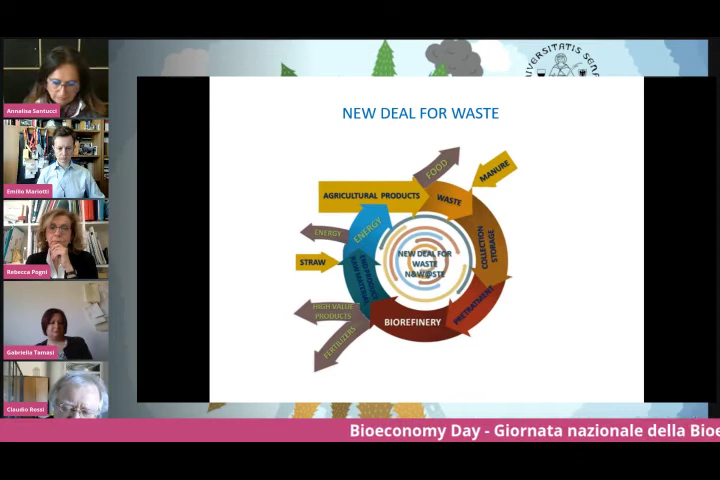 VERSITATIS SENA
NEW DEAL FOR WASTE
FOOD
MANURE
AGRICULTURAL PRODUCTS
WASTE
ENERGY
ENERGY
COLLECTION
STORAGE
STRAW
NEW DEAL FOR
WASTE
HIGH VALUE
PRODUCTS
FERTILIZERS
BIOREFINERY
PRETREATMENT
Annalisa Santucci
Emilio Mariotti
Rebecca Pogni
Gabriella Tamasi
Claudio Rossi
Bioeconomy Day - Giornata nazionale della Bioe